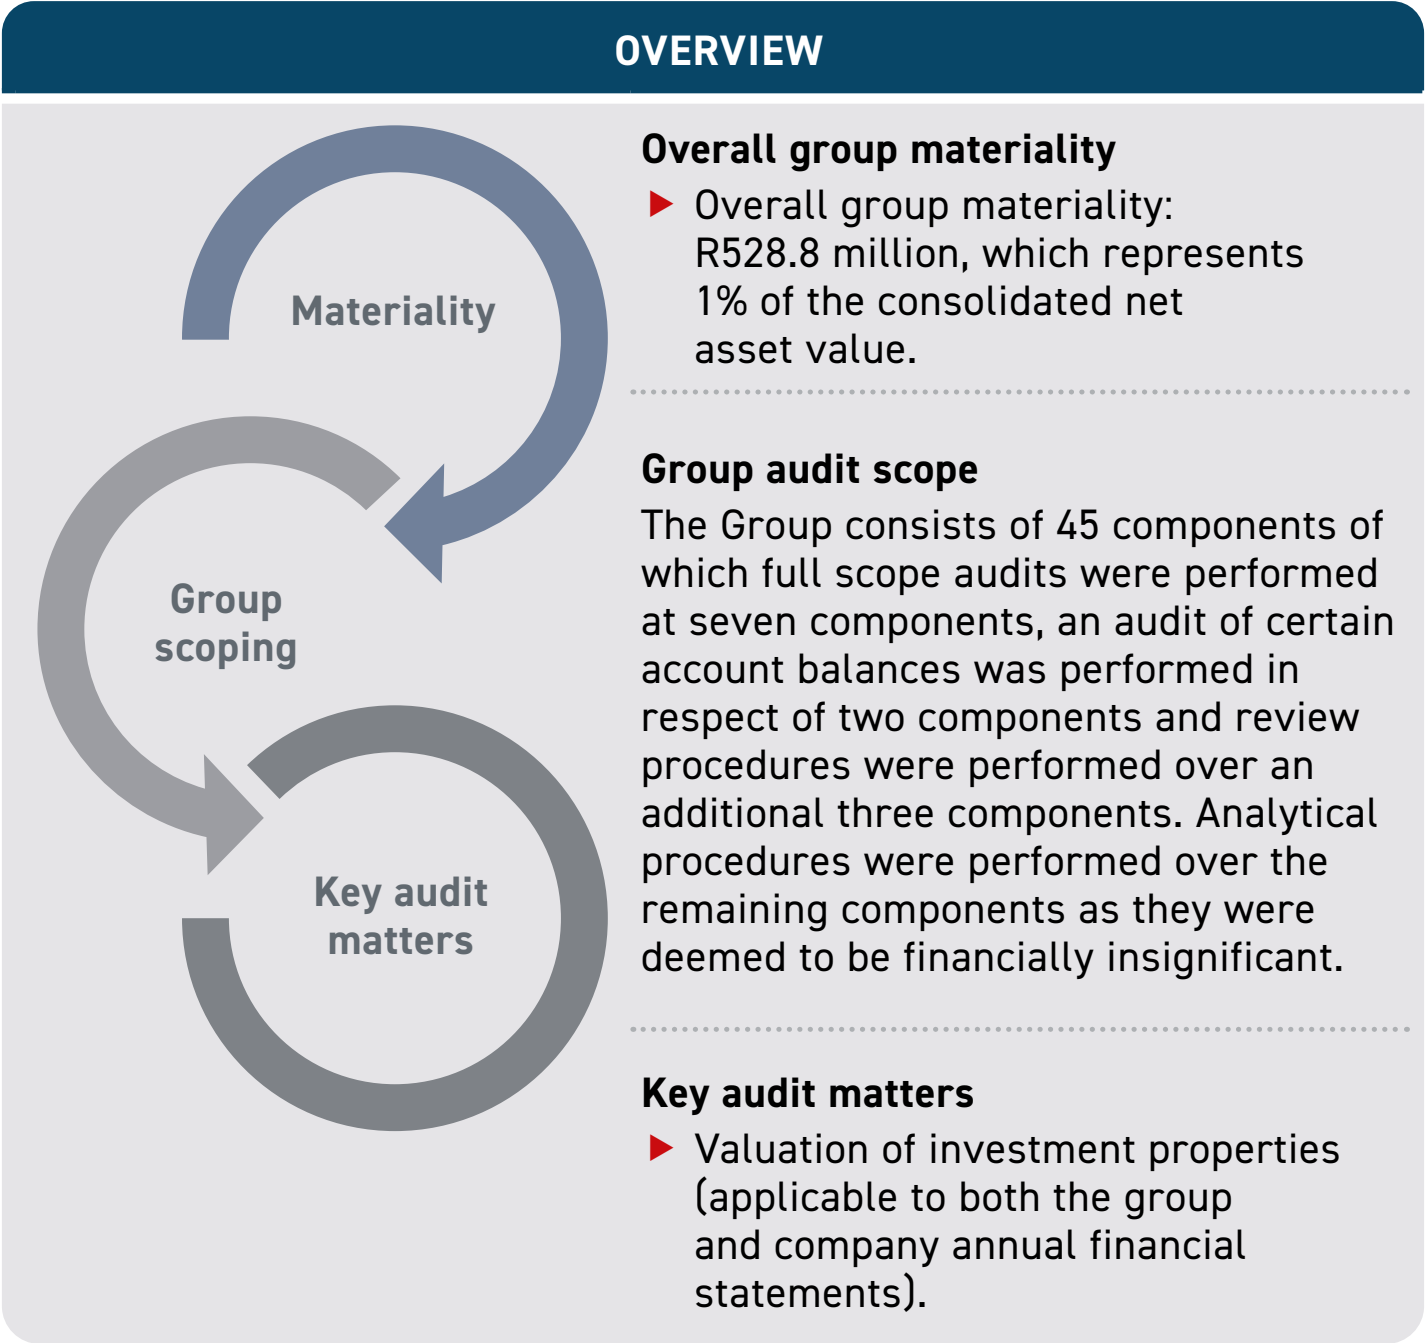 OVERVIEW
Materiality
Group
scoping
Key audit
matters
Overall group materiality
▶ Overall group materiality:
R528.8 million, which represents
1% of the consolidated net
asset value.
Group audit scope
The Group consists of 45 components of
which full scope audits were performed
at seven components, an audit of certain
account balances was performed in
respect of two components and review
procedures were performed over an
additional three components. Analytical
procedures were performed over the
remaining components as they were
deemed to be financially insignificant.
Key audit matters
▶ Valuation of investment properties
(applicable to both the group
and company annual financial
statements).